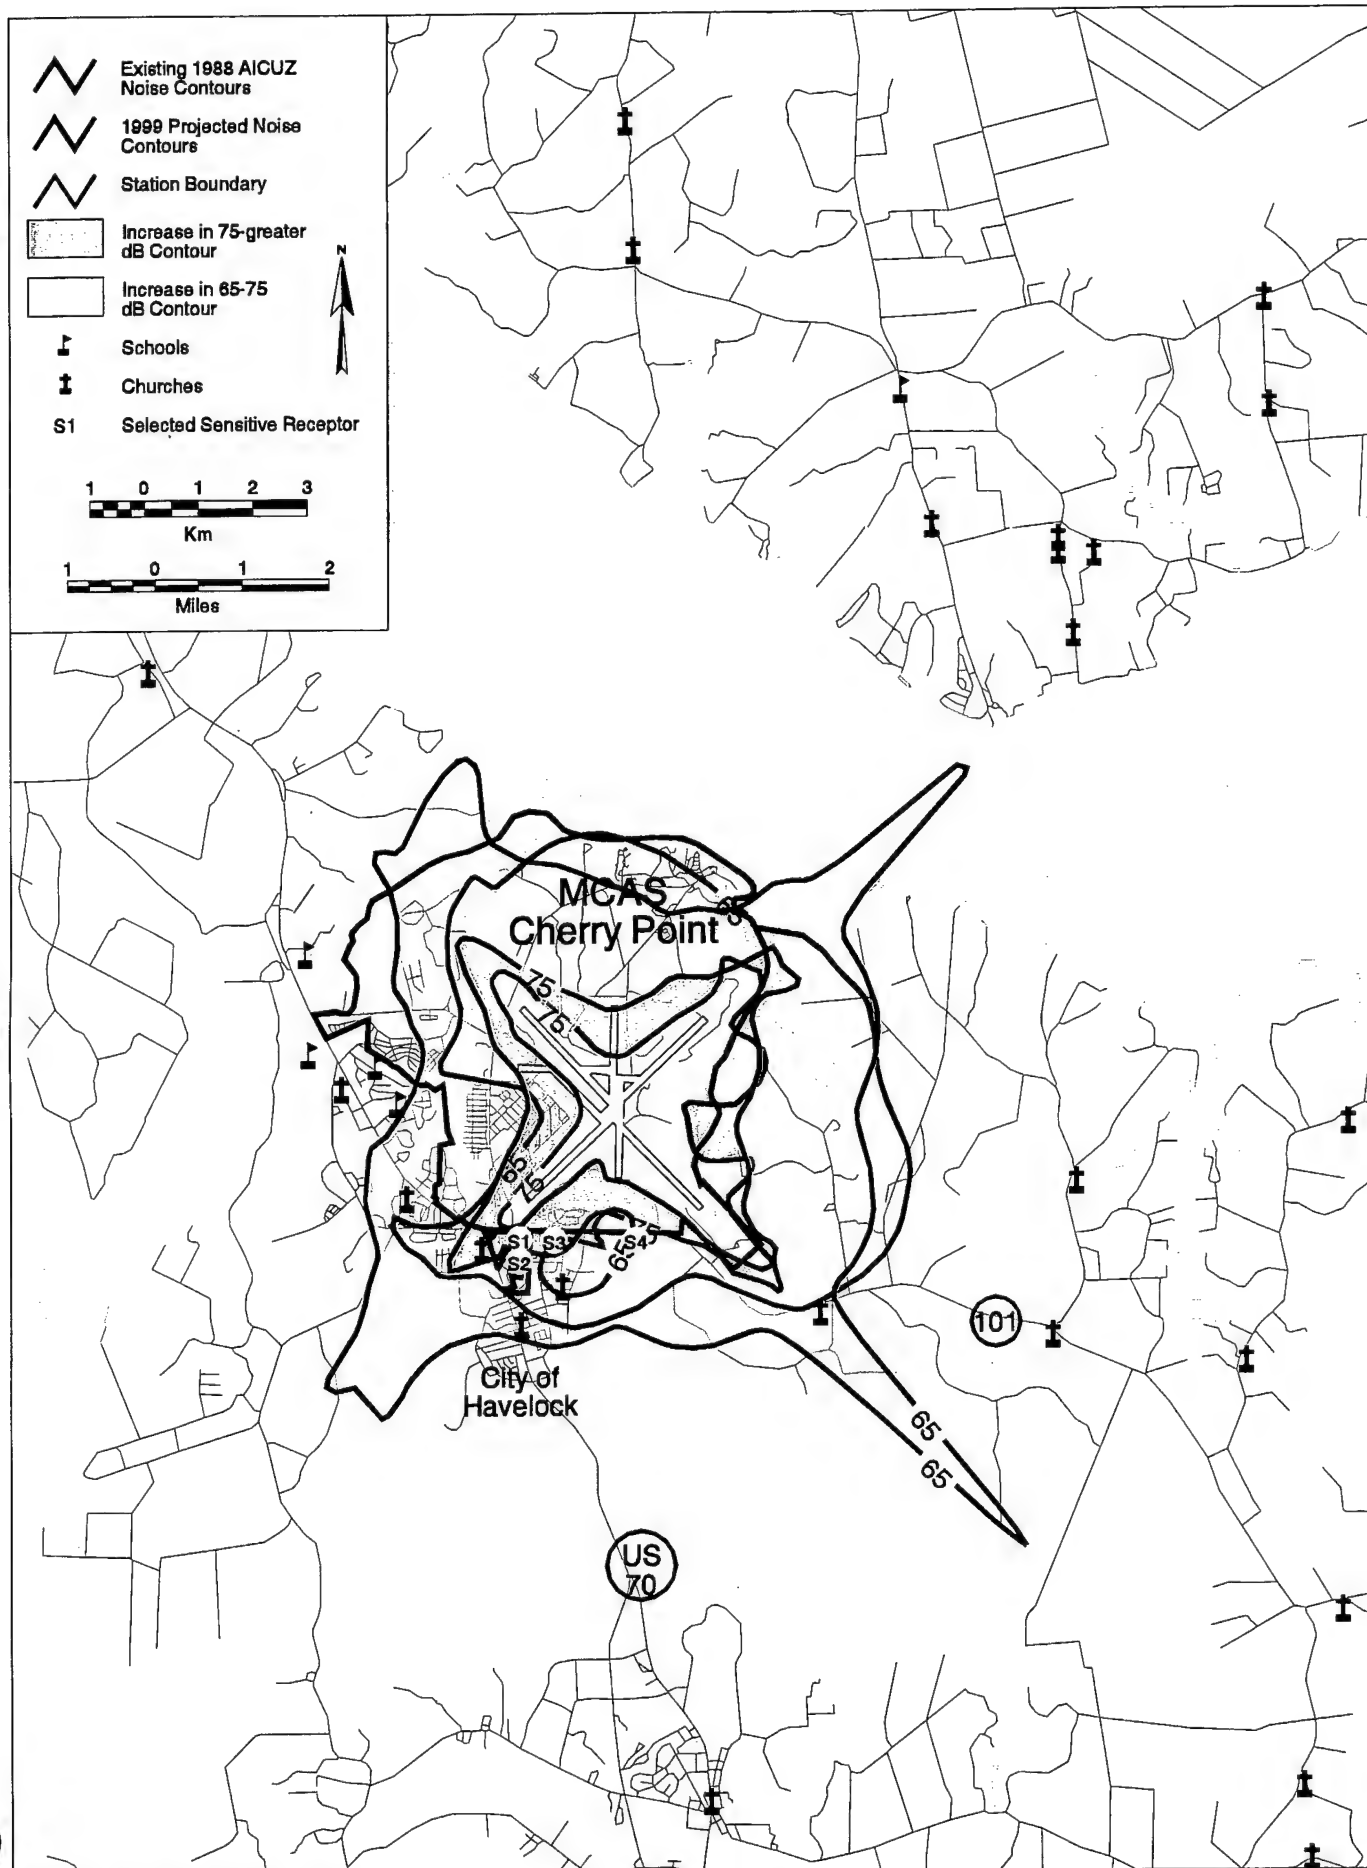 Existing 1988 AICUZ
Noise Contours
1999 Projected Noise
Contours
Station Boundary
Increase in 75-greater
dB Contour
N
Increase in 65-75
dB Contour
Schools
Churches
S1 Selected Sensitive Receptor
1 0 1 2 3
Km
1 0 1 2
Miles
MCAS
Cherry Point
65
75
75
65
75
S1 S3 S4
75
S2
65
101
City of
Havelock
65
65
US
70